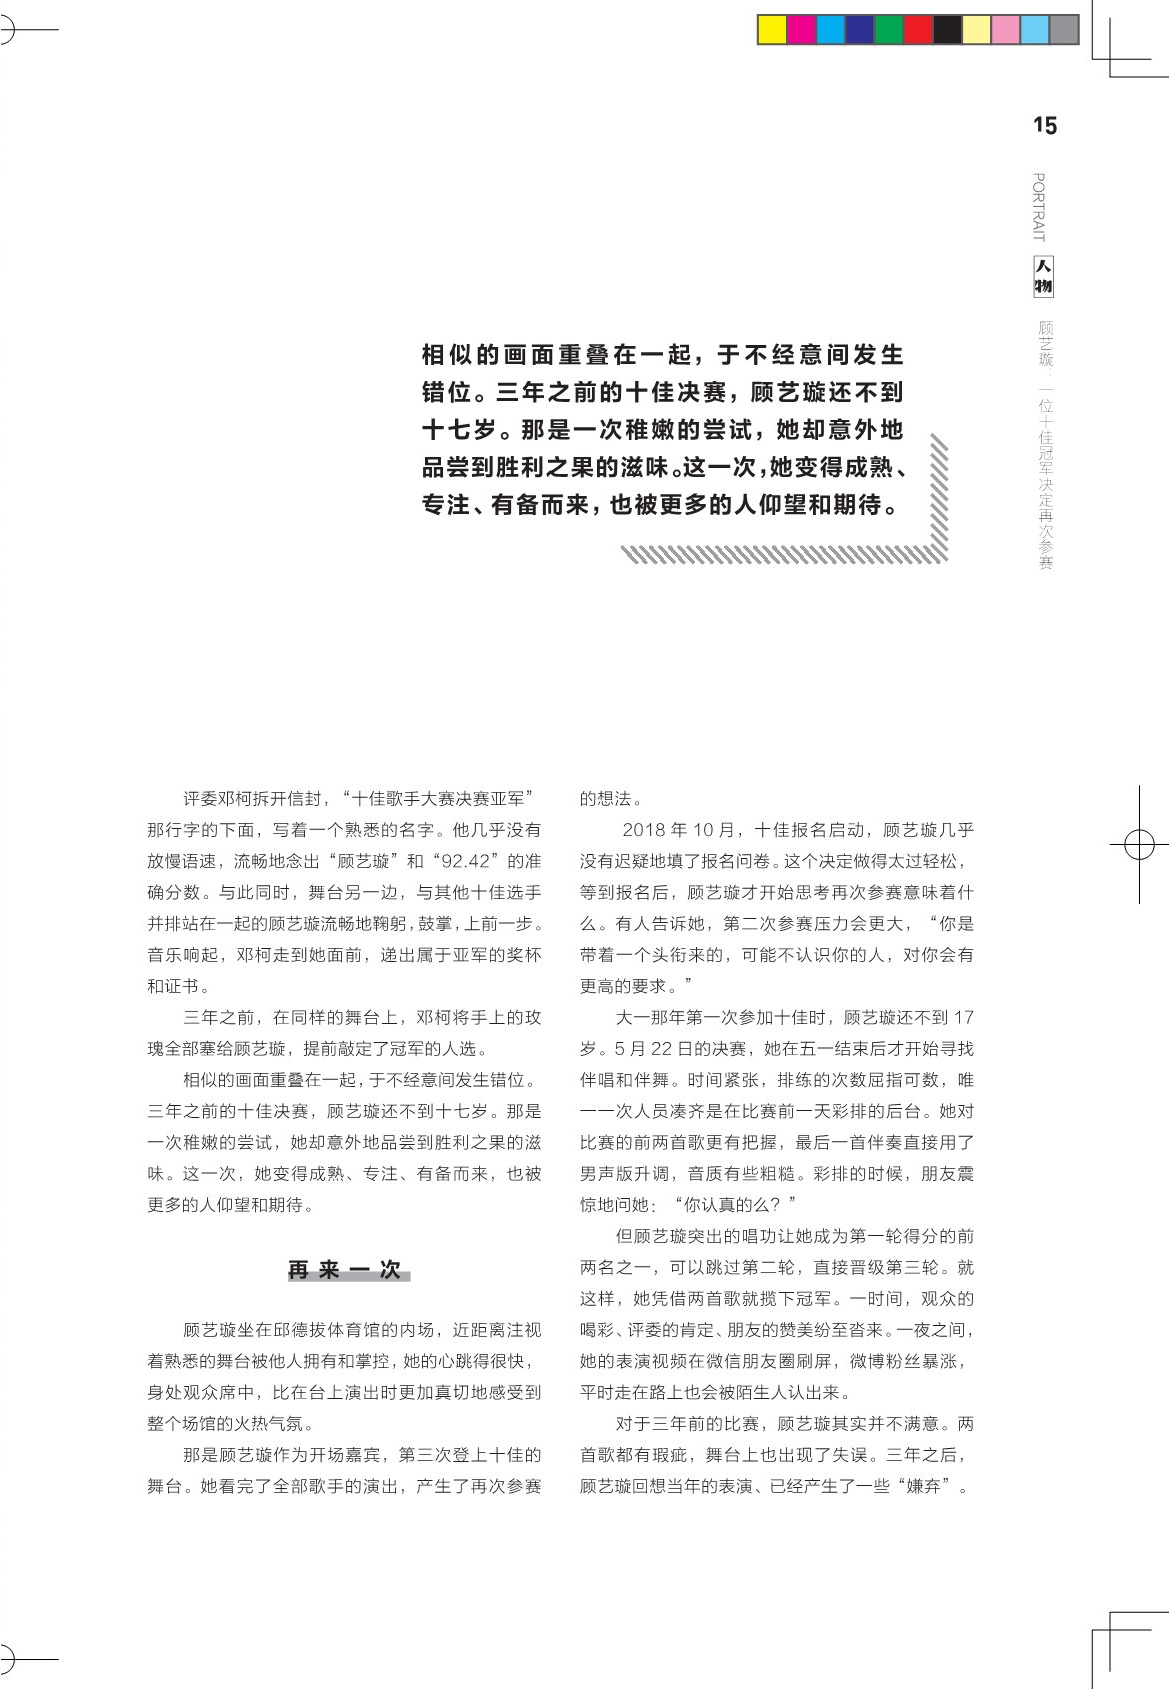 15
PORTRAIT
人物
顾艺璇：一位十佳冠军决定再次参赛
相似的画面重叠在一起，于不经意间发生
错位。三年之前的十佳决赛，顾艺璇还不到
十七岁。那是一次稚嫩的尝试，她却意外地
品尝到胜利之果的滋味。这一次，她变得成熟、
专注、有备而来，也被更多的人仰望和期待。
评委邓柯拆开信封，“十佳歌手大赛决赛亚军”
那行字的下面，写着一个熟悉的名字。他几乎没有
放慢语速，流畅地念出“顾艺璇”和“92.42”的准
确分数。与此同时，舞台另一边，与其他十佳选手
并排站在一起的顾艺璇流畅地鞠躬，鼓掌，上前一步。
音乐响起，邓柯走到她面前，递出属于亚军的奖杯
和证书。
三年之前，在同样的舞台上，邓柯将手上的玫
瑰全部塞给顾艺璇，提前敲定了冠军的人选。
相似的画面重叠在一起，于不经意间发生错位。
三年之前的十佳决赛，顾艺璇还不到十七岁。那是
一次稚嫩的尝试，她却意外地品尝到胜利之果的滋
味。这一次，她变得成熟、专注、有备而来，也被
更多的人仰望和期待。
再来一次
顾艺璇坐在邱德拔体育馆的内场，近距离注视
着熟悉的舞台被他人拥有和掌控，她的心跳得很快，
身处观众席中，比在台上演出时更加真切地感受到
整个场馆的火热气氛。
那是顾艺璇作为开场嘉宾，第三次登上十佳的
舞台。她看完了全部歌手的演出，产生了再次参赛
的想法。
2018 年 10 月，十佳报名启动，顾艺璇几乎
没有迟疑地填了报名问卷。这个决定做得太过轻松，
等到报名后，顾艺璇才开始思考再次参赛意味着什
么。有人告诉她，第二次参赛压力会更大，“你是
带着一个头衔来的，可能不认识你的人，对你会有
更高的要求。”
大一那年第一次参加十佳时，顾艺璇还不到 17
岁。5 月 22 日的决赛，她在五一结束后才开始寻找
伴唱和伴舞。时间紧张，排练的次数屈指可数，唯
一一次人员凑齐是在比赛前一天彩排的后台。她对
比赛的前两首歌更有把握，最后一首伴奏直接用了
男声版升调，音质有些粗糙。彩排的时候，朋友震
惊地问她：“你认真的么？”
但顾艺璇突出的唱功让她成为第一轮得分的前
两名之一，可以跳过第二轮，直接晋级第三轮。就
这样，她凭借两首歌就揽下冠军。一时间，观众的
喝彩、评委的肯定、朋友的赞美纷至沓来。一夜之间，
她的表演视频在微信朋友圈刷屏，微博粉丝暴涨，
平时走在路上也会被陌生人认出来。
对于三年前的比赛，顾艺璇其实并不满意。两
首歌都有瑕疵，舞台上也出现了失误。三年之后，
顾艺璇回想当年的表演、已经产生了一些“嫌弃”。